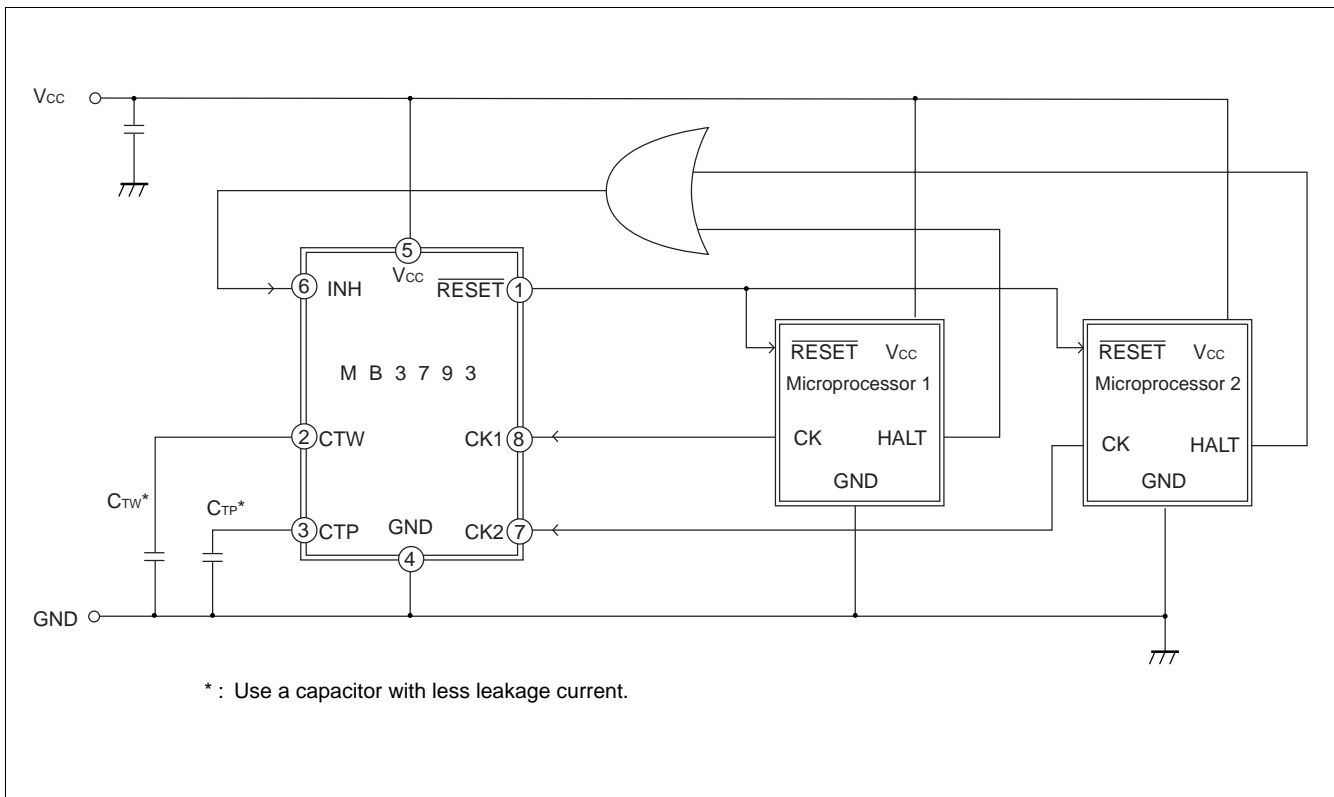 Vcc
5
Vcc
6 INH
RESET 1
M B 3 7 9 3
2 CTW
CK1 8
3 CTP
GND
CK2 7
4
CTW*
CTP*
RESET Vcc
Microprocessor 1
CK HALT
GND
RESET Vcc
Microprocessor 2
CK HALT
GND
GND
* : Use a capacitor with less leakage current.